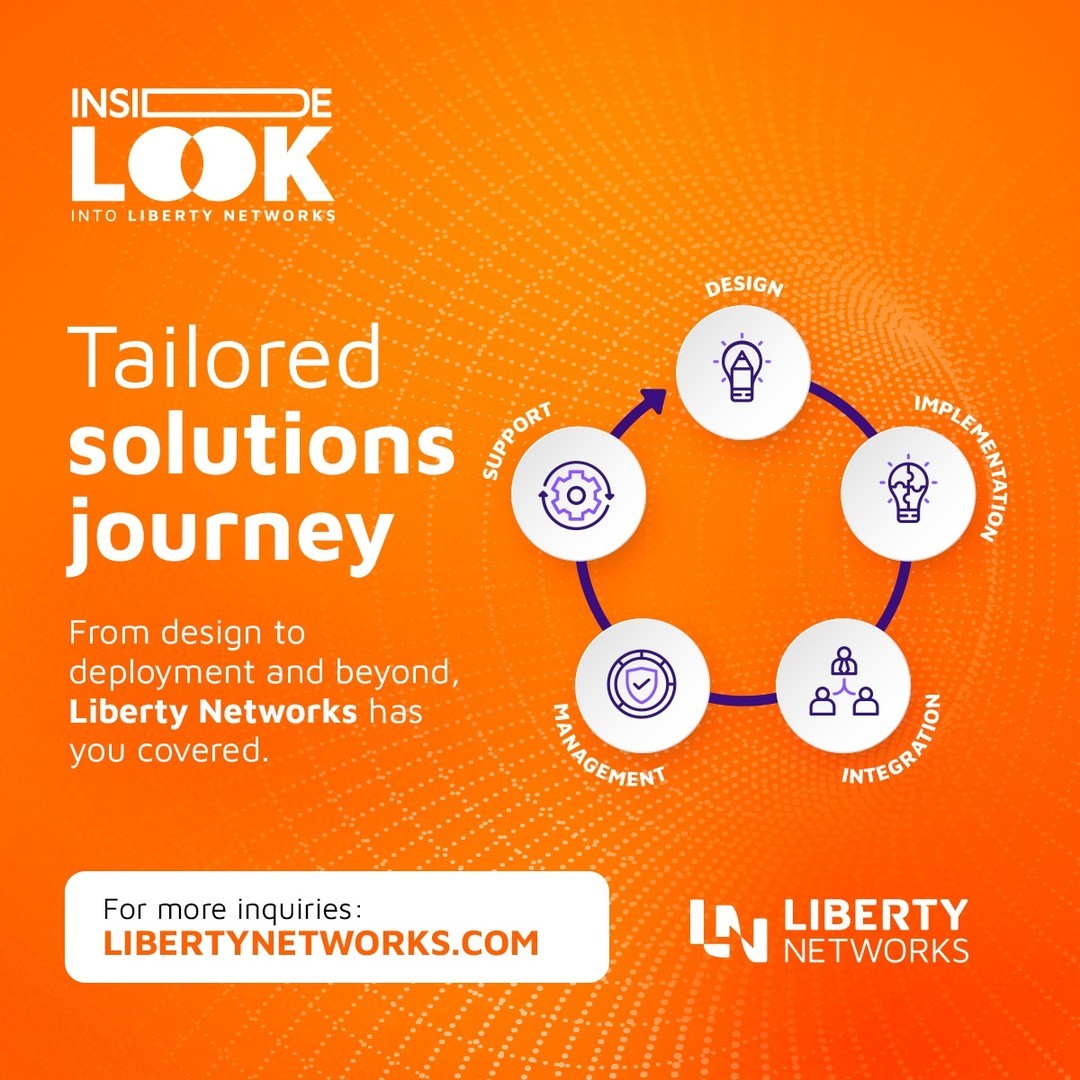 INSIDE
LOOK
INTO LIBERTY NETWORKS
Tailored
solutions
journey
From design to
deployment and beyond,
Liberty Networks has
you covered.
DESIGN
IMPLEMENTATION
INTEGRATION
MANAGEMENT
SUPPORT
For more inquiries:
LIBERTYNETWORKS.COM
LN
LIBERTY
NETWORKS